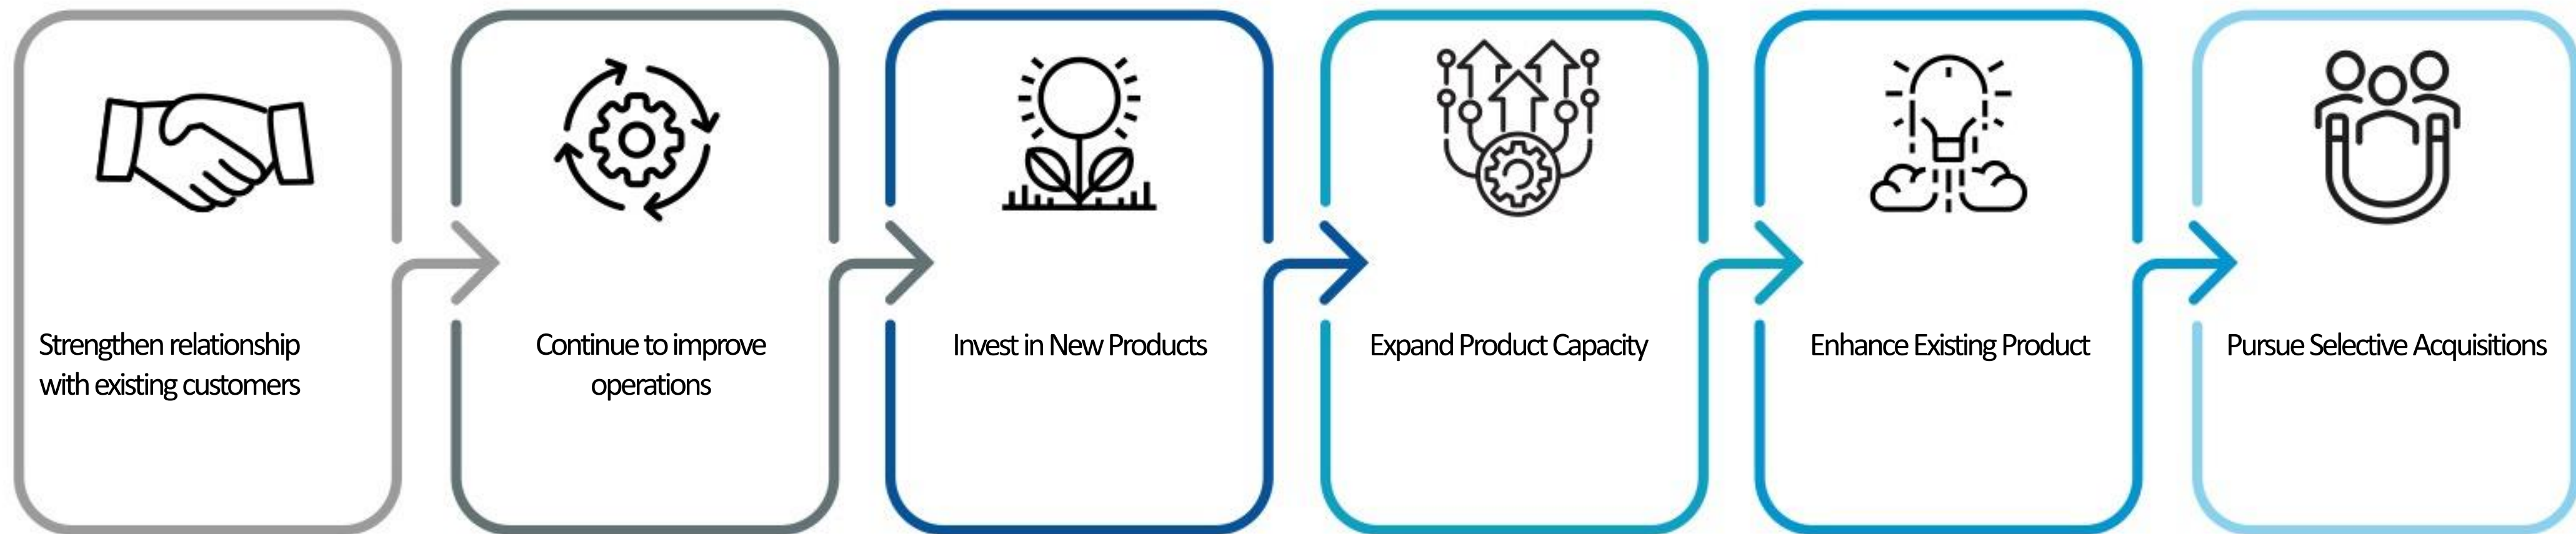 Strengthen relationship
with existing customers
Continue to improve
operations
Invest in New Products
Expand Product Capacity
Enhance Existing Product
Pursue Selective Acquisitions